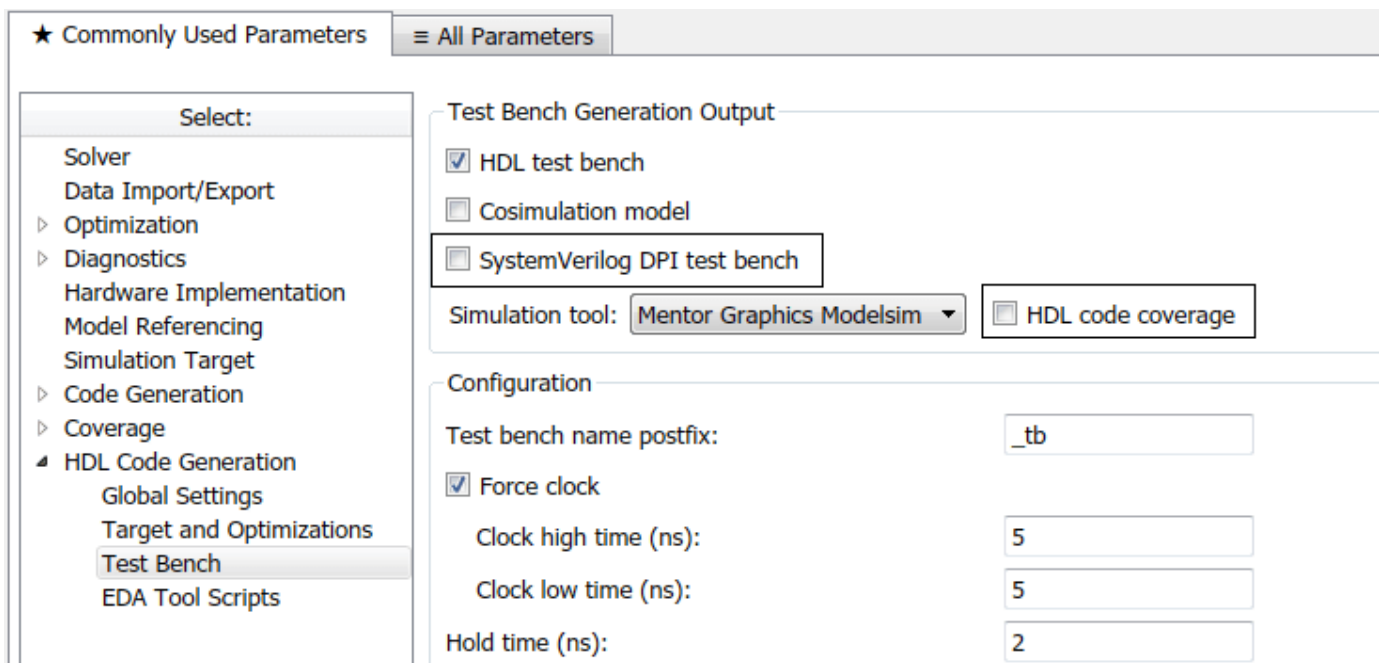 ★ Commonly Used Parameters
≡ All Parameters
Select:
Solver
Data Import/Export
Optimization
Diagnostics
Hardware Implementation
Model Referencing
Simulation Target
Code Generation
Coverage
HDL Code Generation
Global Settings
Target and Optimizations
Test Bench
EDA Tool Scripts
Test Bench Generation Output
HDL test bench
Cosimulation model
SystemVerilog DPI test bench
Simulation tool: Mentor Graphics Modelsim HDL code coverage
Configuration
Test bench name postfix: _tb
Force clock
Clock high time (ns): 5
Clock low time (ns): 5
Hold time (ns): 2